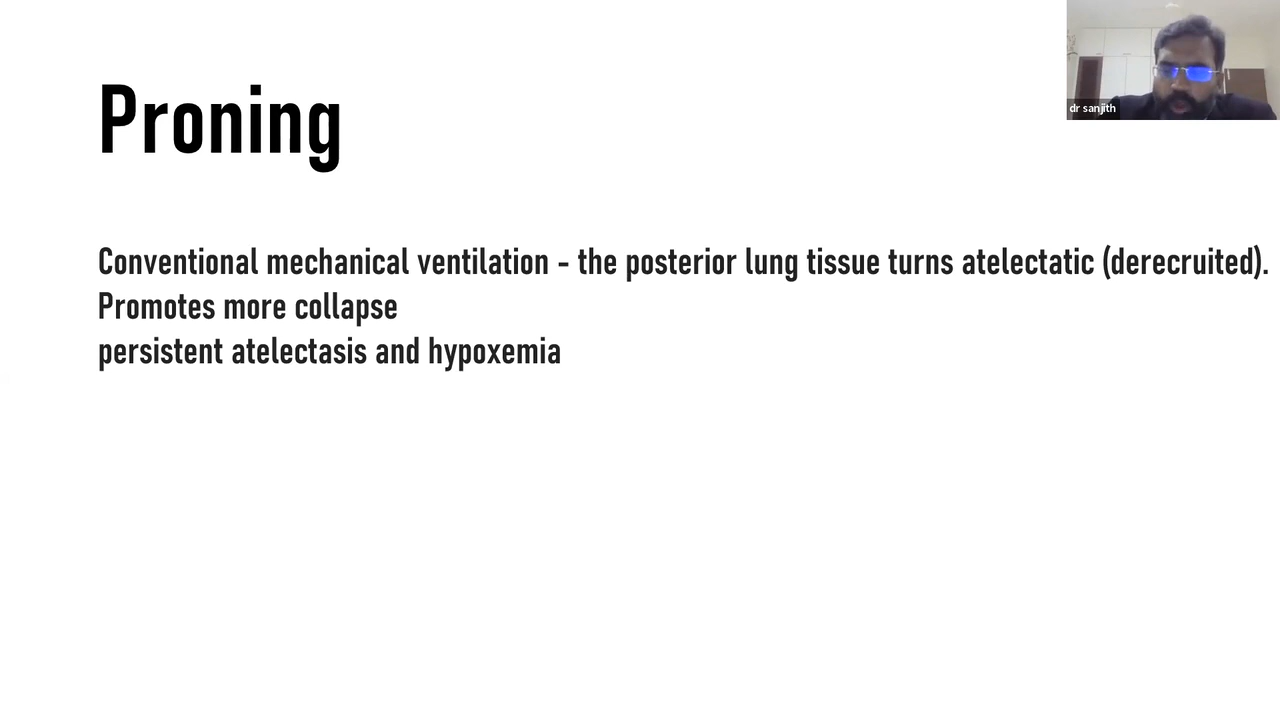 Proning
dr sanjith
Conventional mechanical ventilation - the posterior lung tissue turns atelectatic (derecruited).
Promotes more collapse
persistent atelectasis and hypoxemia